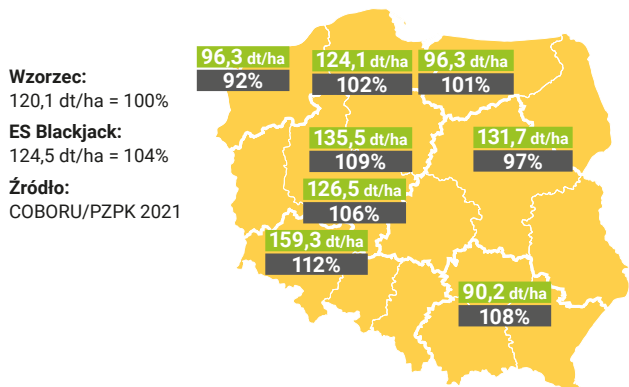 Wzorzec:
120,1 dt/ha = 100%
ES Blackjack:
124,5 dt/ha = 104%
Źródło:
COBORU/PZPK 2021
96,3 dt/ha
92%
124,1 dt/ha
102%
96,3 dt/ha
101%
135,5 dt/ha
109%
131,7 dt/ha
97%
126,5 dt/ha
106%
159,3 dt/ha
112%
90,2 dt/ha
108%